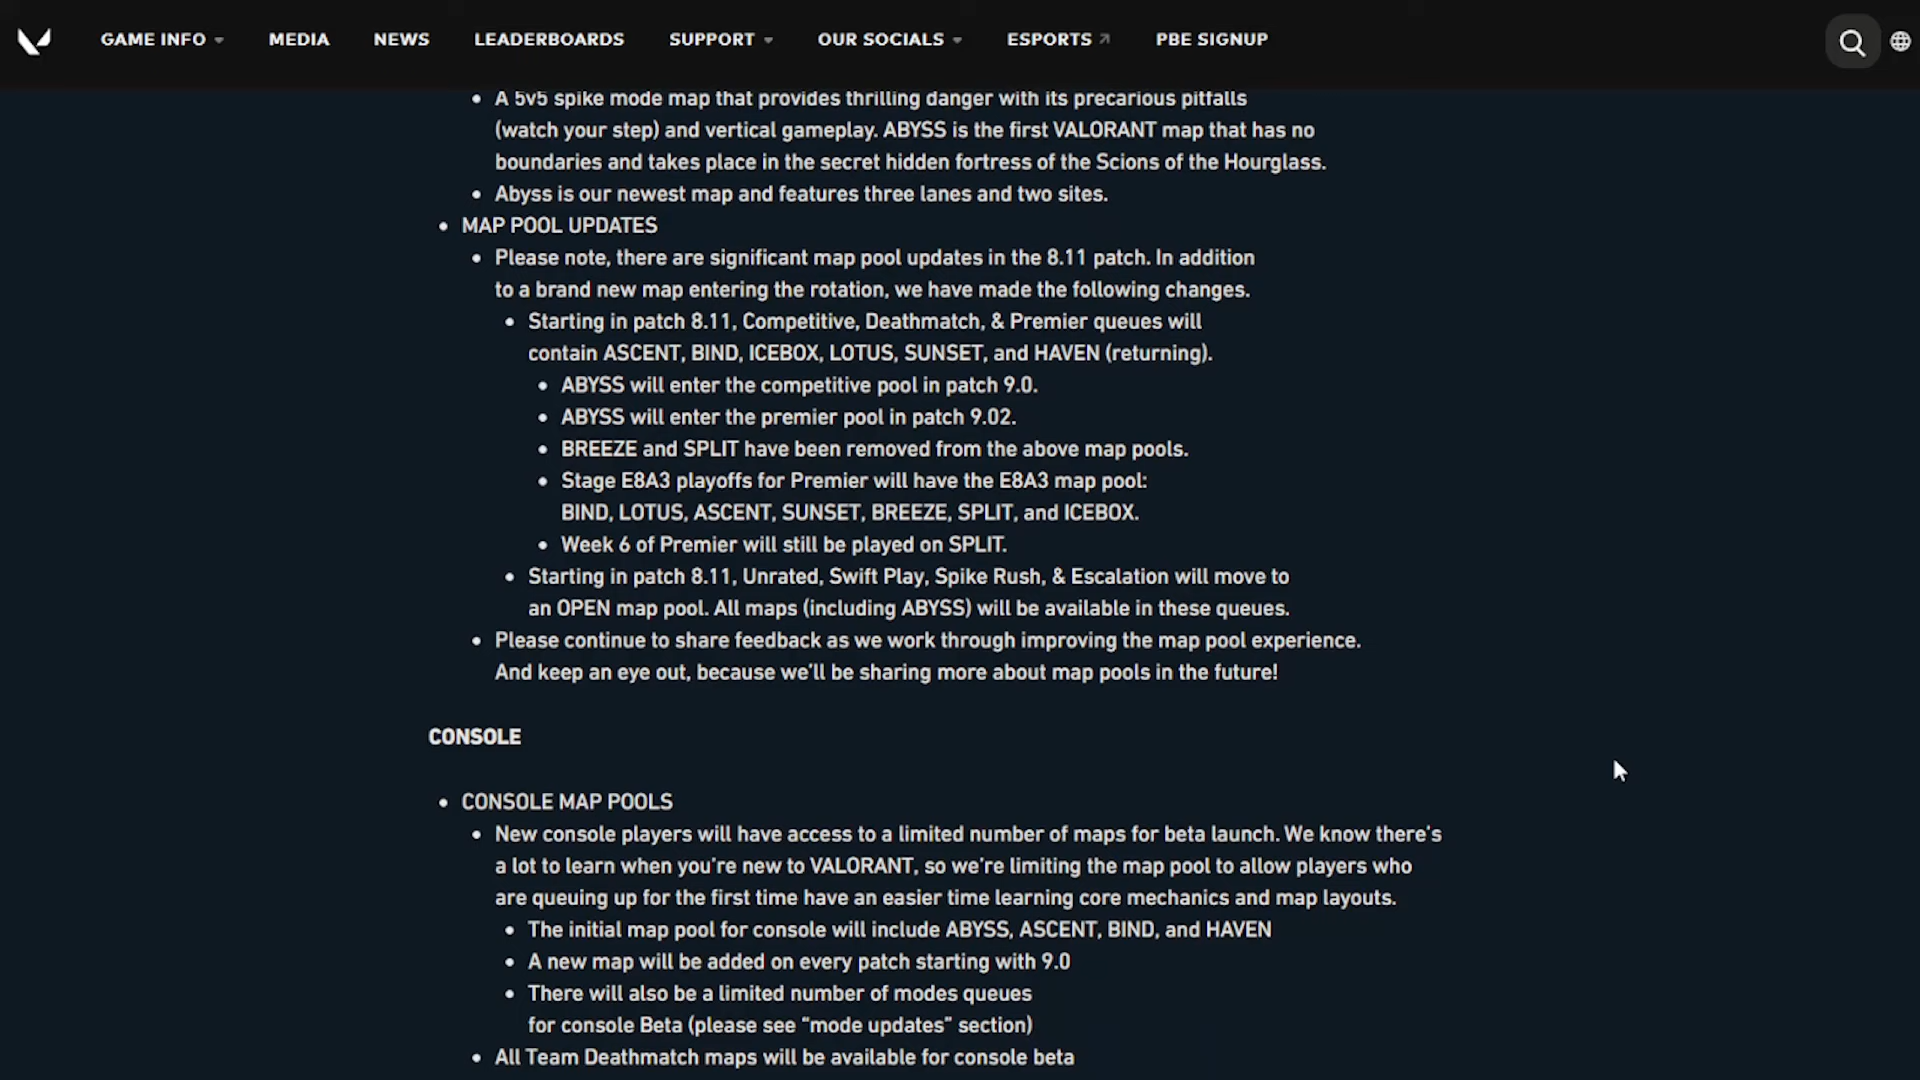 GAME INFO MEDIA NEWS LEADERBOARDS SUPPORT OUR SOCIALS ESPORTS PBE SIGNUP
A 5v5 spike mode map that provides thrilling danger with its precarious pitfalls
(watch your step) and vertical gameplay. ABYSS is the first VALORANT map that has no
boundaries and takes place in the secret hidden fortress of the Scions of the Hourglass.
Abyss is our newest map and features three lanes and two sites.
MAP POOL UPDATES
Please note, there are significant map pool updates in the 8.11 patch. In addition
to a brand new map entering the rotation, we have made the following changes.
Starting in patch 8.11, Competitive, Deathmatch, & Premier queues will
contain ASCENT, BIND, ICEBOX, LOTUS, SUNSET, and HAVEN (returning).
ABYSS will enter the competitive pool in patch 9.0.
ABYSS will enter the premier pool in patch 9.02.
BREEZE and SPLIT have been removed from the above map pools.
Stage E8A3 playoffs for Premier will have the E8A3 map pool:
BIND, LOTUS, ASCENT, SUNSET, BREEZE, SPLIT, and ICEBOX.
Week 6 of Premier will still be played on SPLIT.
Starting in patch 8.11, Unrated, Swift Play, Spike Rush, & Escalation will move to
an OPEN map pool. All maps (including ABYSS) will be available in these queues.
Please continue to share feedback as we work through improving the map pool experience.
And keep an eye out, because we'll be sharing more about map pools in the future!
CONSOLE
CONSOLE MAP POOLS
New console players will have access to a limited number of maps for beta launch. We know there's
a lot to learn when you're new to VALORANT, so we're limiting the map pool to allow players who
are queuing up for the first time have an easier time learning core mechanics and map layouts.
The initial map pool for console will include ABYSS, ASCENT, BIND, and HAVEN
A new map will be added on every patch starting with 9.0
There will also be a limited number of modes queues
for console Beta (please see “mode updates” section)
All Team Deathmatch maps will be available for console beta